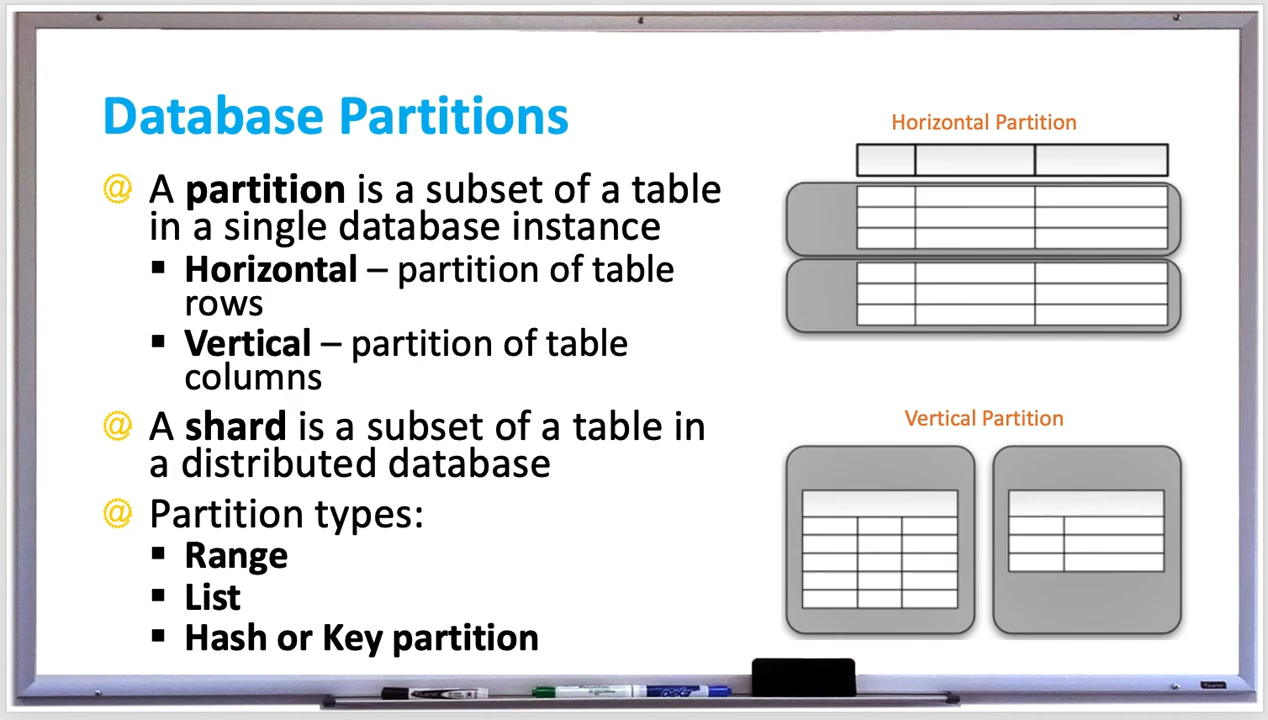 Database Partitions
@ A partition is a subset of a table
in a single database instance
▪ Horizontal – partition of table
rows
▪ Vertical – partition of table
columns
@ A shard is a subset of a table in
a distributed database
@ Partition types:
▪ Range
▪ List
▪ Hash or Key partition
Horizontal Partition
Vertical Partition